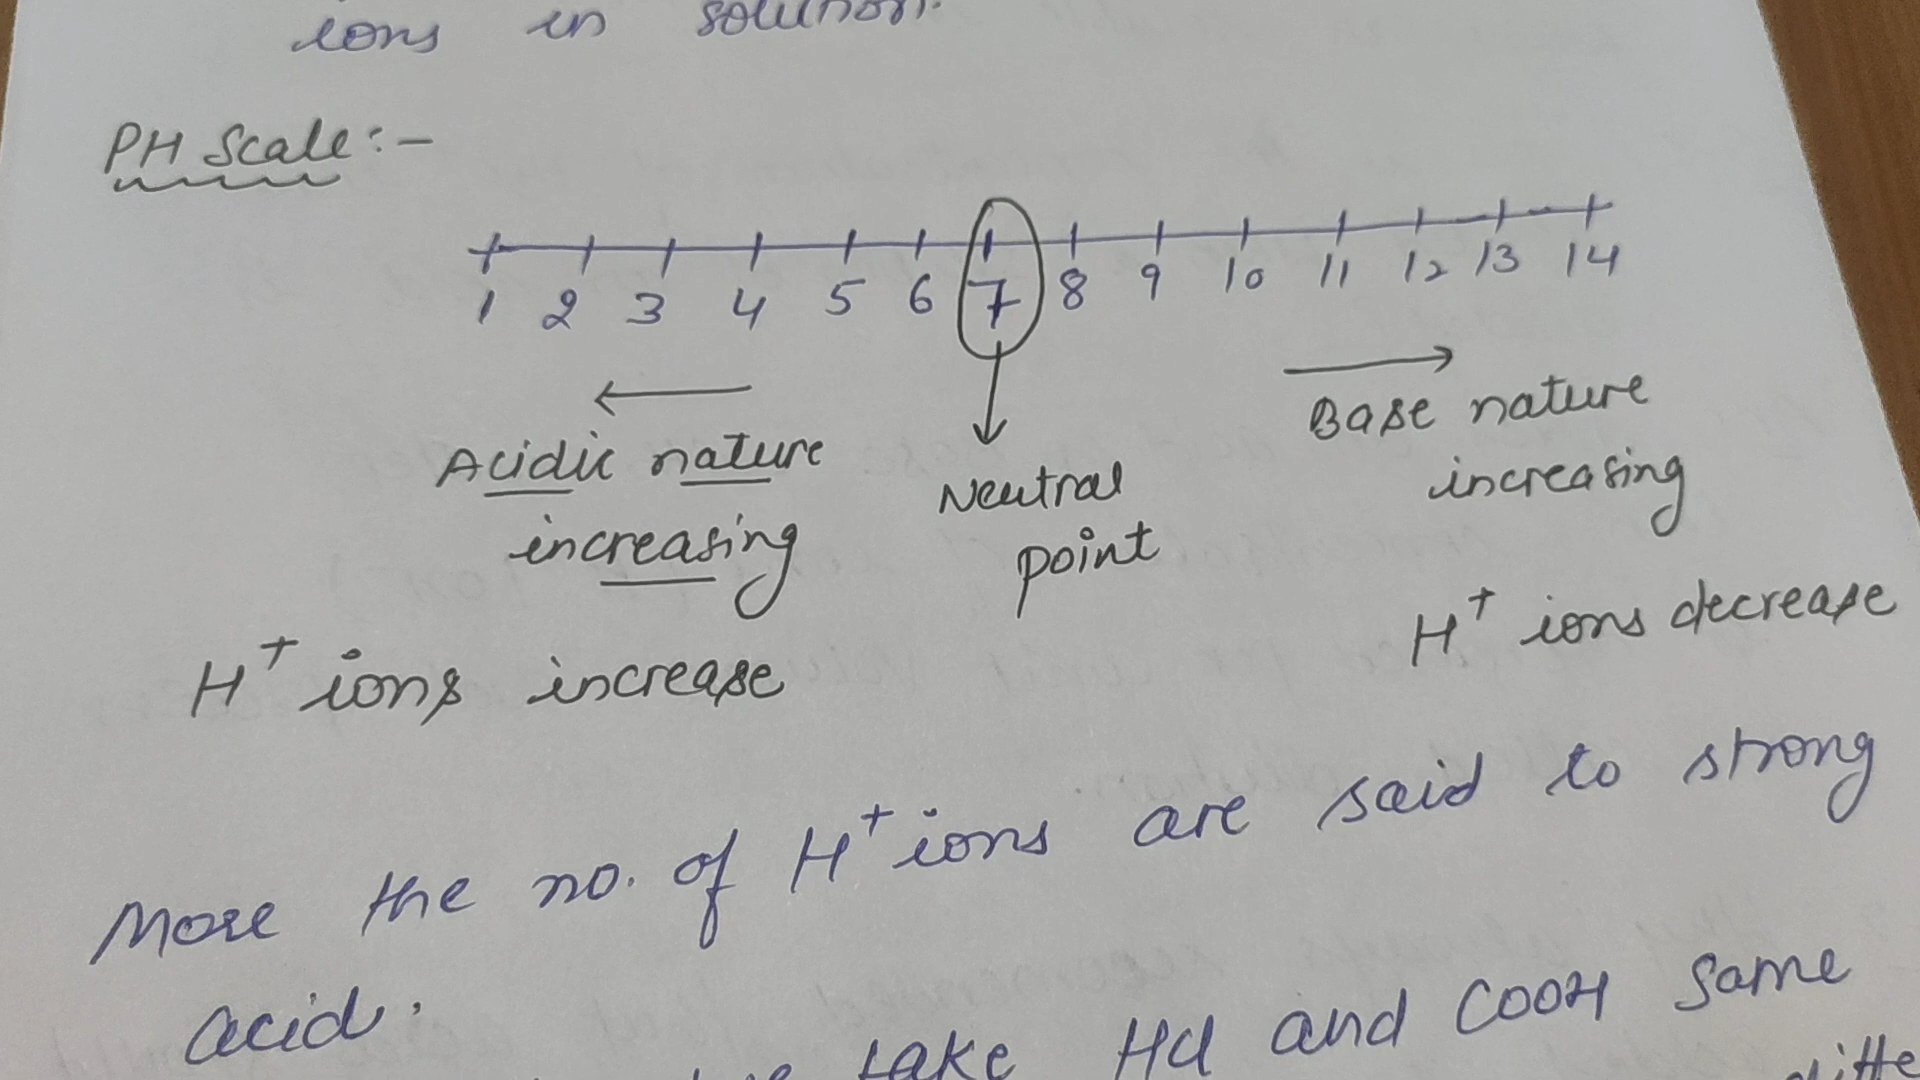 ions in solution.
PH Scale:-
1 2 3 4 5 6 7 8 9 10 11 12 13 14
Acidic nature
increasing
Neutral
point
Base nature
increasing
H+ ions increase
H+ ions decrease
More the no. of H+ ions are said to strong
acid.
take Hcl and COOH same